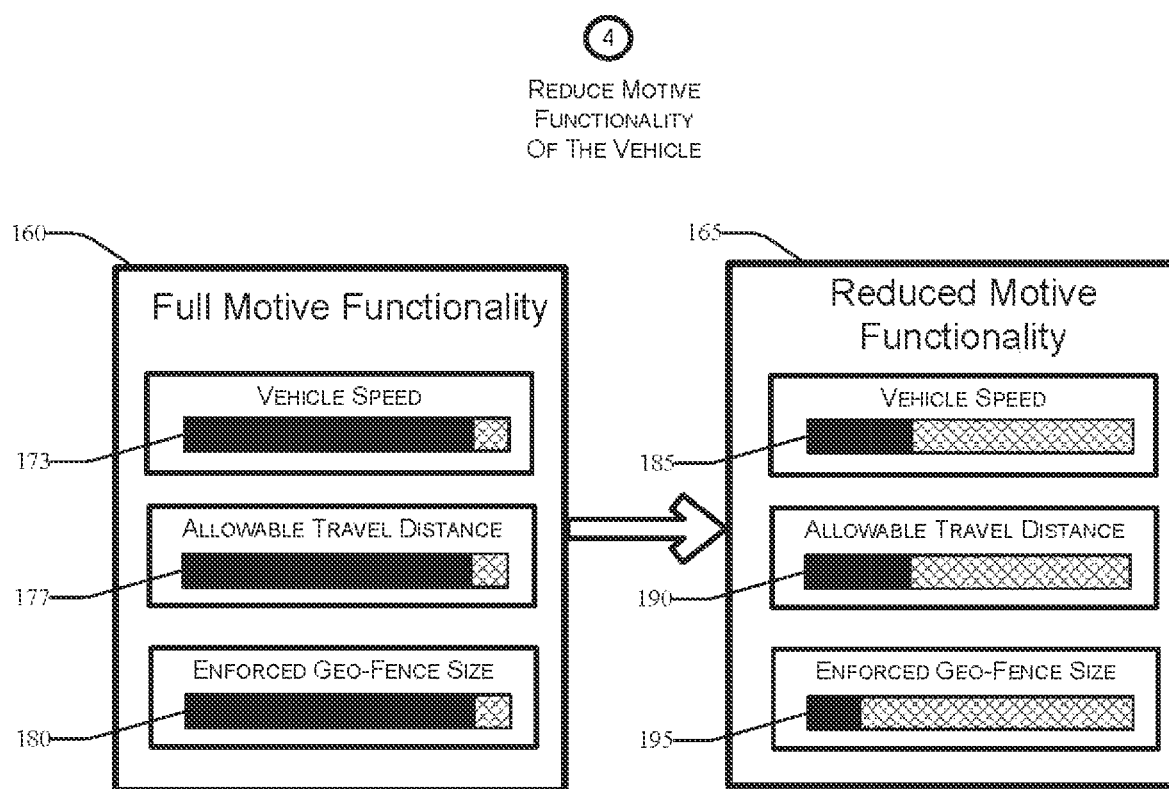 4
REDUCE MOTIVE
FUNCTIONALITY
OF THE VEHICLE
160
Full Motive Functionality
VEHICLE SPEED
173
ALLOWABLE TRAVEL DISTANCE
177
ENFORCED GEO-FENCE SIZE
180
165
Reduced Motive
Functionality
VEHICLE SPEED
185
ALLOWABLE TRAVEL DISTANCE
190
ENFORCED GEO-FENCE SIZE
195